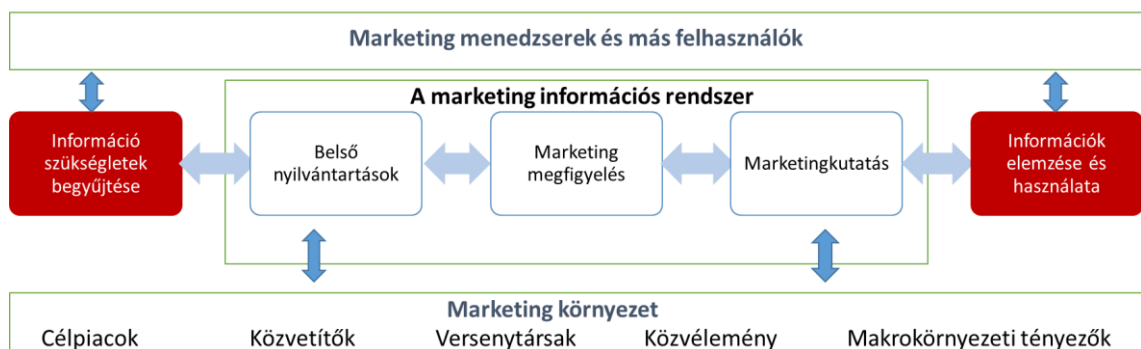 Marketing menedzserek és más felhasználók
A marketing információs rendszer
Információ
szükségletek
begyűjtése
Belső
nyilvántartások
Marketing
megfigyelés
Marketingkutatás
Információk
elemzése és
használata
Marketing környezet
Célpiacok Közvetítők Versenytársak Közvélemény Makrokörnyezeti tényezők